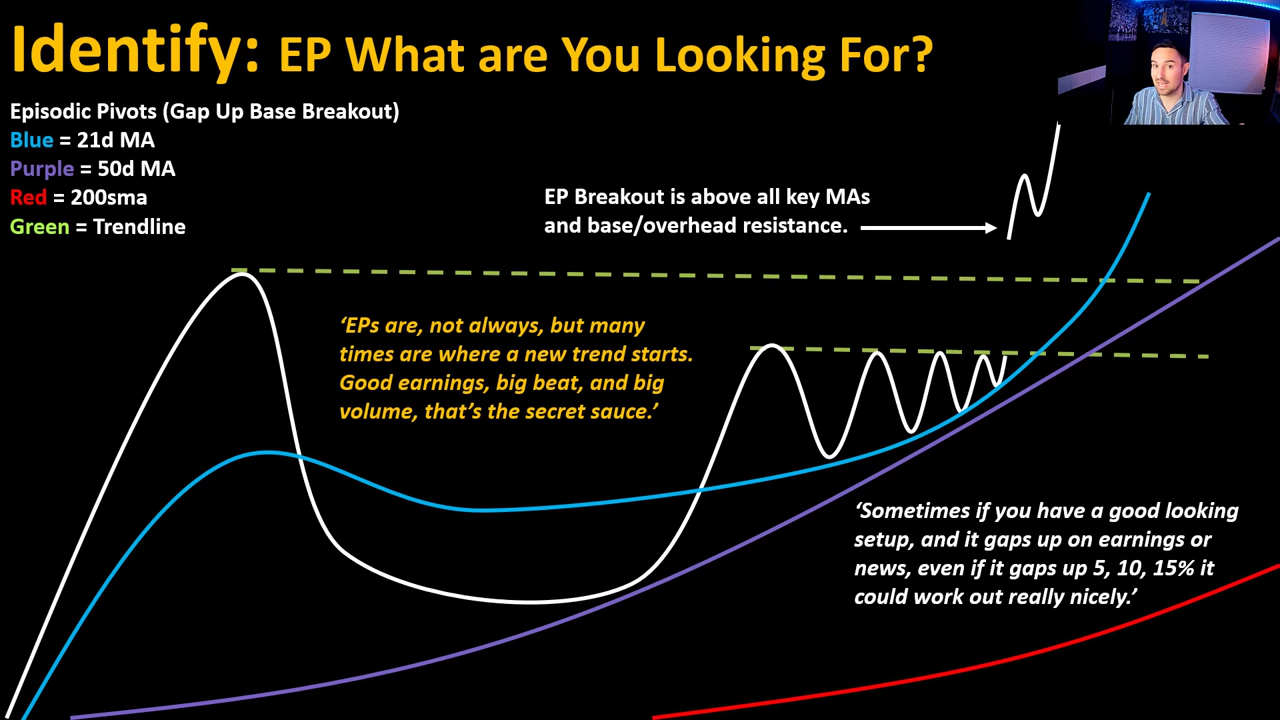 Identify: EP What are You Looking For?
Episodic Pivots (Gap Up Base Breakout)
Blue = 21d MA
Purple = 50d MA
Red = 200sma
Green = Trendline
EP Breakout is above all key MAs
and base/overhead resistance.
‘EPs are, not always, but many
times are where a new trend starts.
Good earnings, big beat, and big
volume, that’s the secret sauce.’
‘Sometimes if you have a good looking
setup, and it gaps up on earnings or
news, even if it gaps up 5, 10, 15% it
could work out really nicely.’